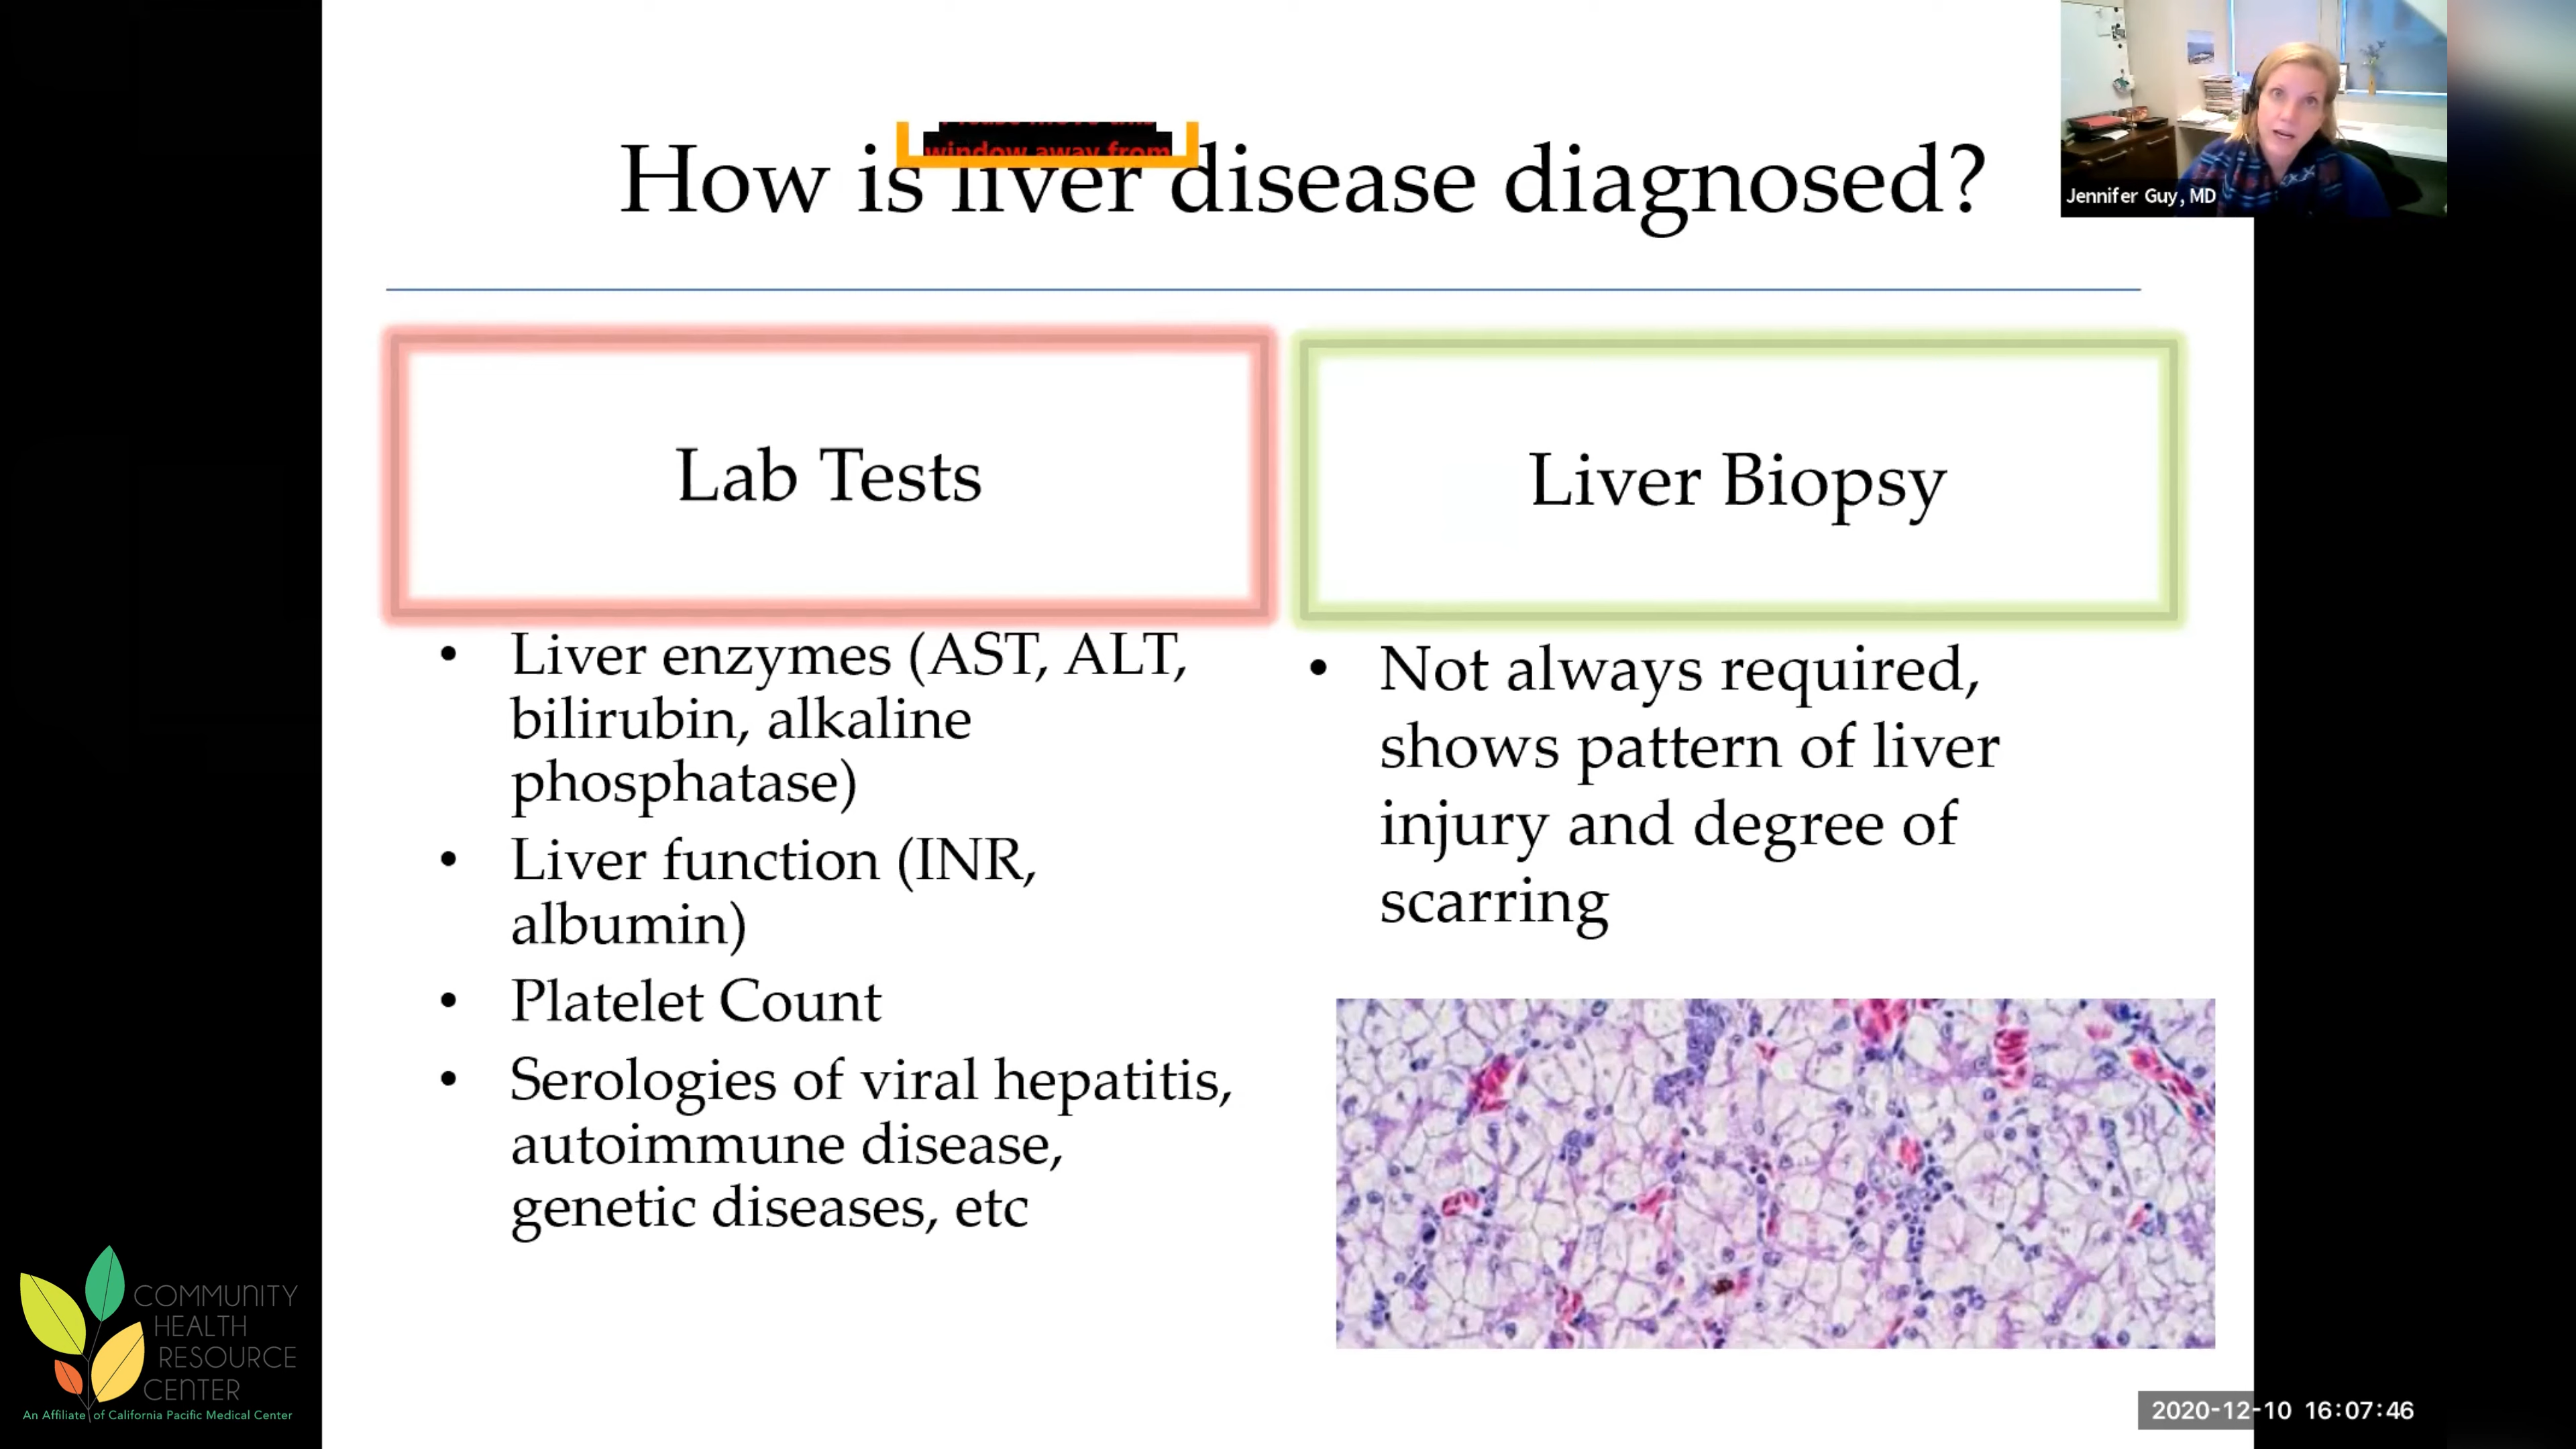 How is liver disease diagnosed?
window away from
Jennifer Guy, MD
Lab Tests
• Liver enzymes (AST, ALT,
bilirubin, alkaline
phosphatase)
• Liver function (INR,
albumin)
• Platelet Count
• Serologies of viral hepatitis,
autoimmune disease,
genetic diseases, etc
Liver Biopsy
• Not always required,
shows pattern of liver
injury and degree of
scarring
COMMUNITY
HEALTH
RESOURCE
CENTER
An Affiliate of California Pacific Medical Center
2020-12-10 16:07:46